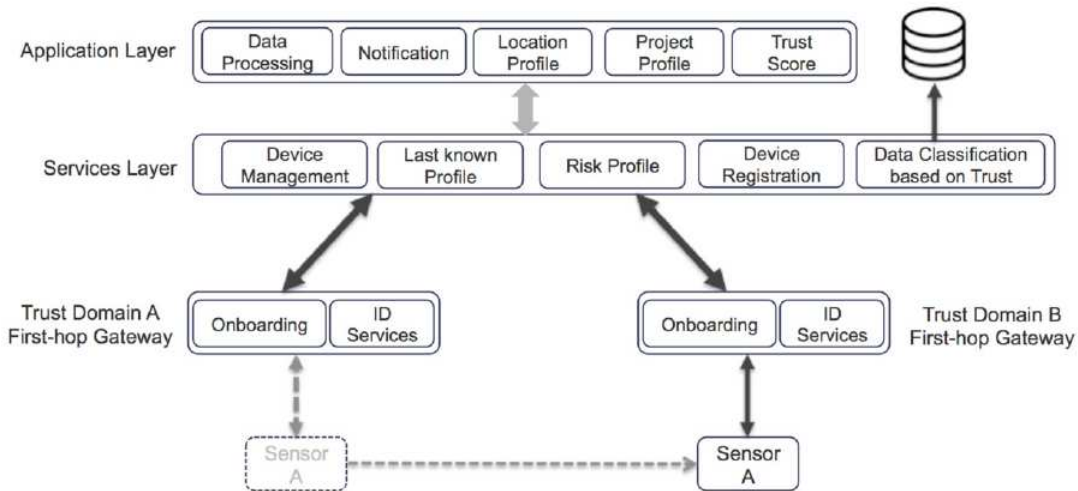 Application Layer
Data
Processing
Notification
Location
Profile
Project
Profile
Trust
Score
Services Layer
Device
Management
Last known
Profile
Risk Profile
Device
Registration
Data Classification
based on Trust
Trust Domain A
First-hop Gateway
Onboarding
ID
Services
Onboarding
ID
Services
Trust Domain B
First-hop Gateway
Sensor
A
Sensor
A